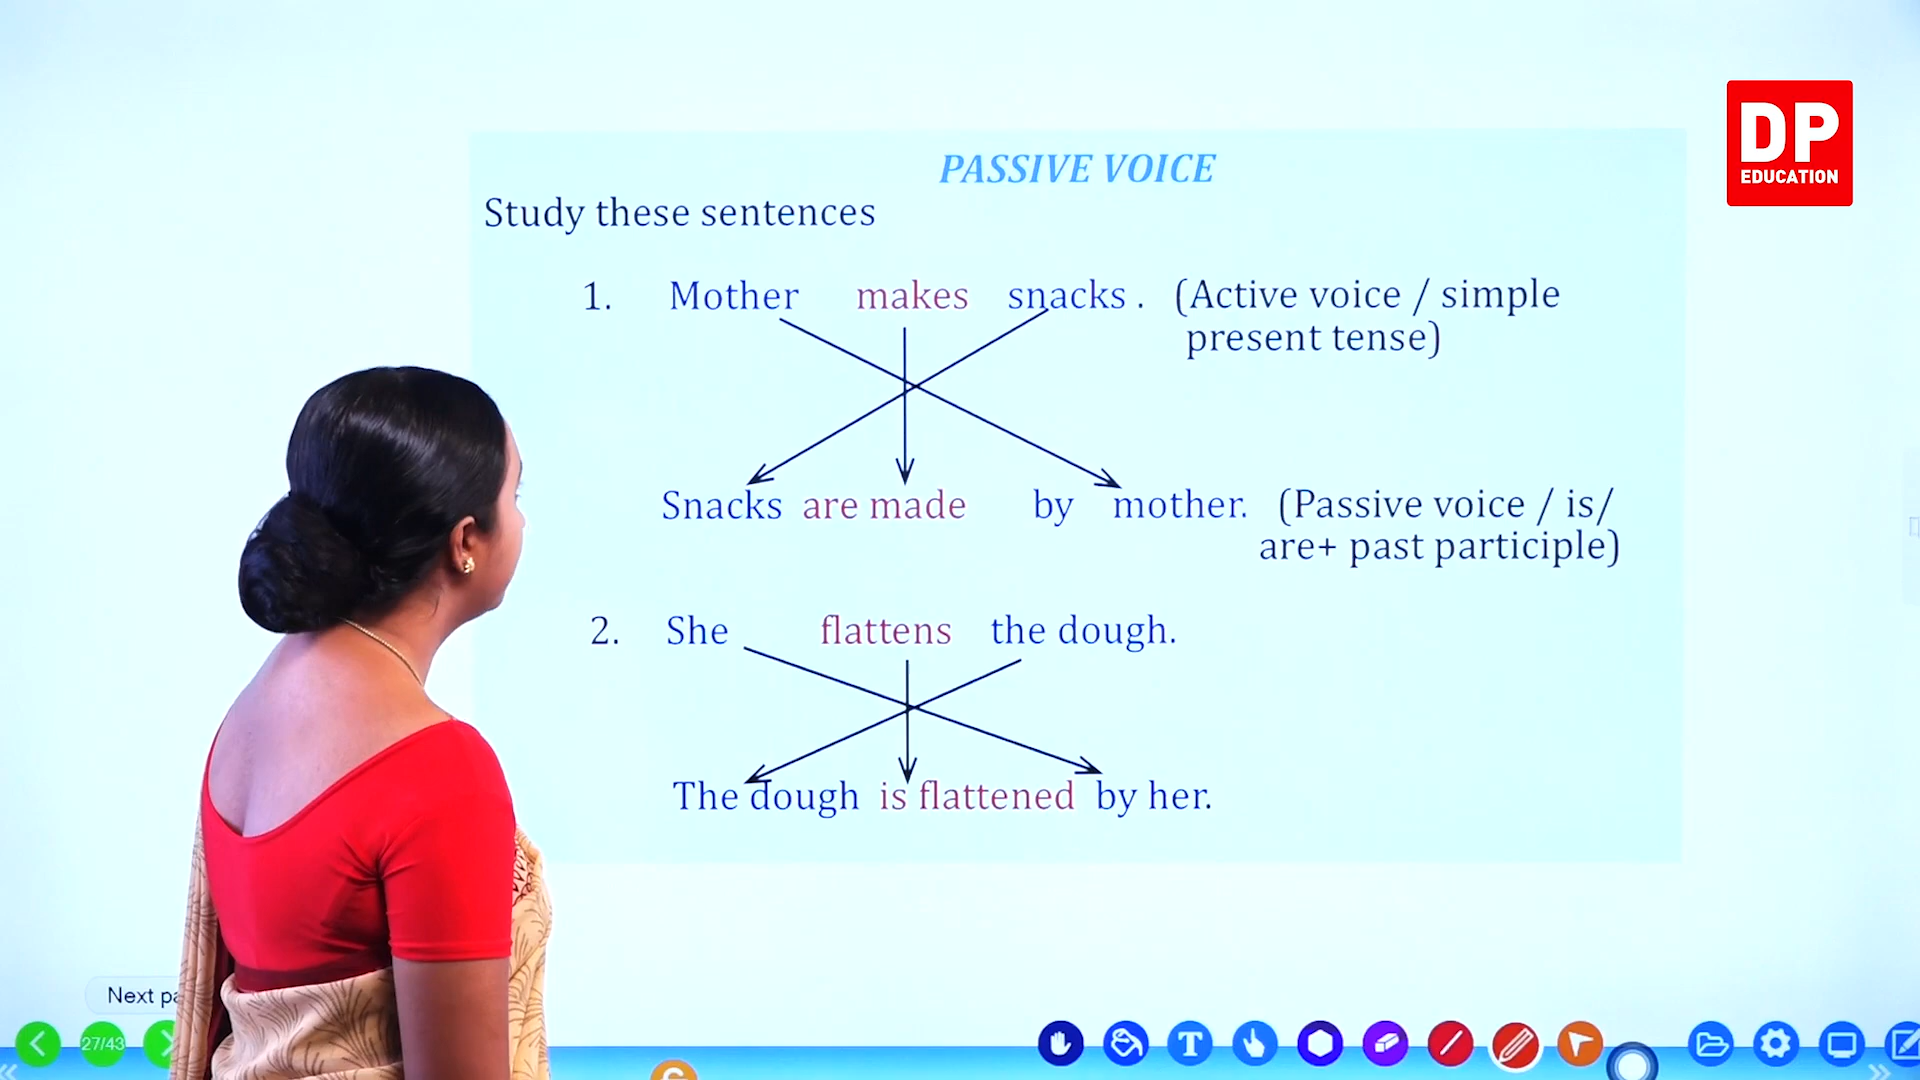 DP
EDUCATION
PASSIVE VOICE
Study these sentences
1. Mother makes snacks . (Active voice / simple
present tense)
Snacks are made by mother. (Passive voice / is/
are+ past participle)
2. She flattens the dough.
The dough is flattened by her.
Next pa
27/43
T